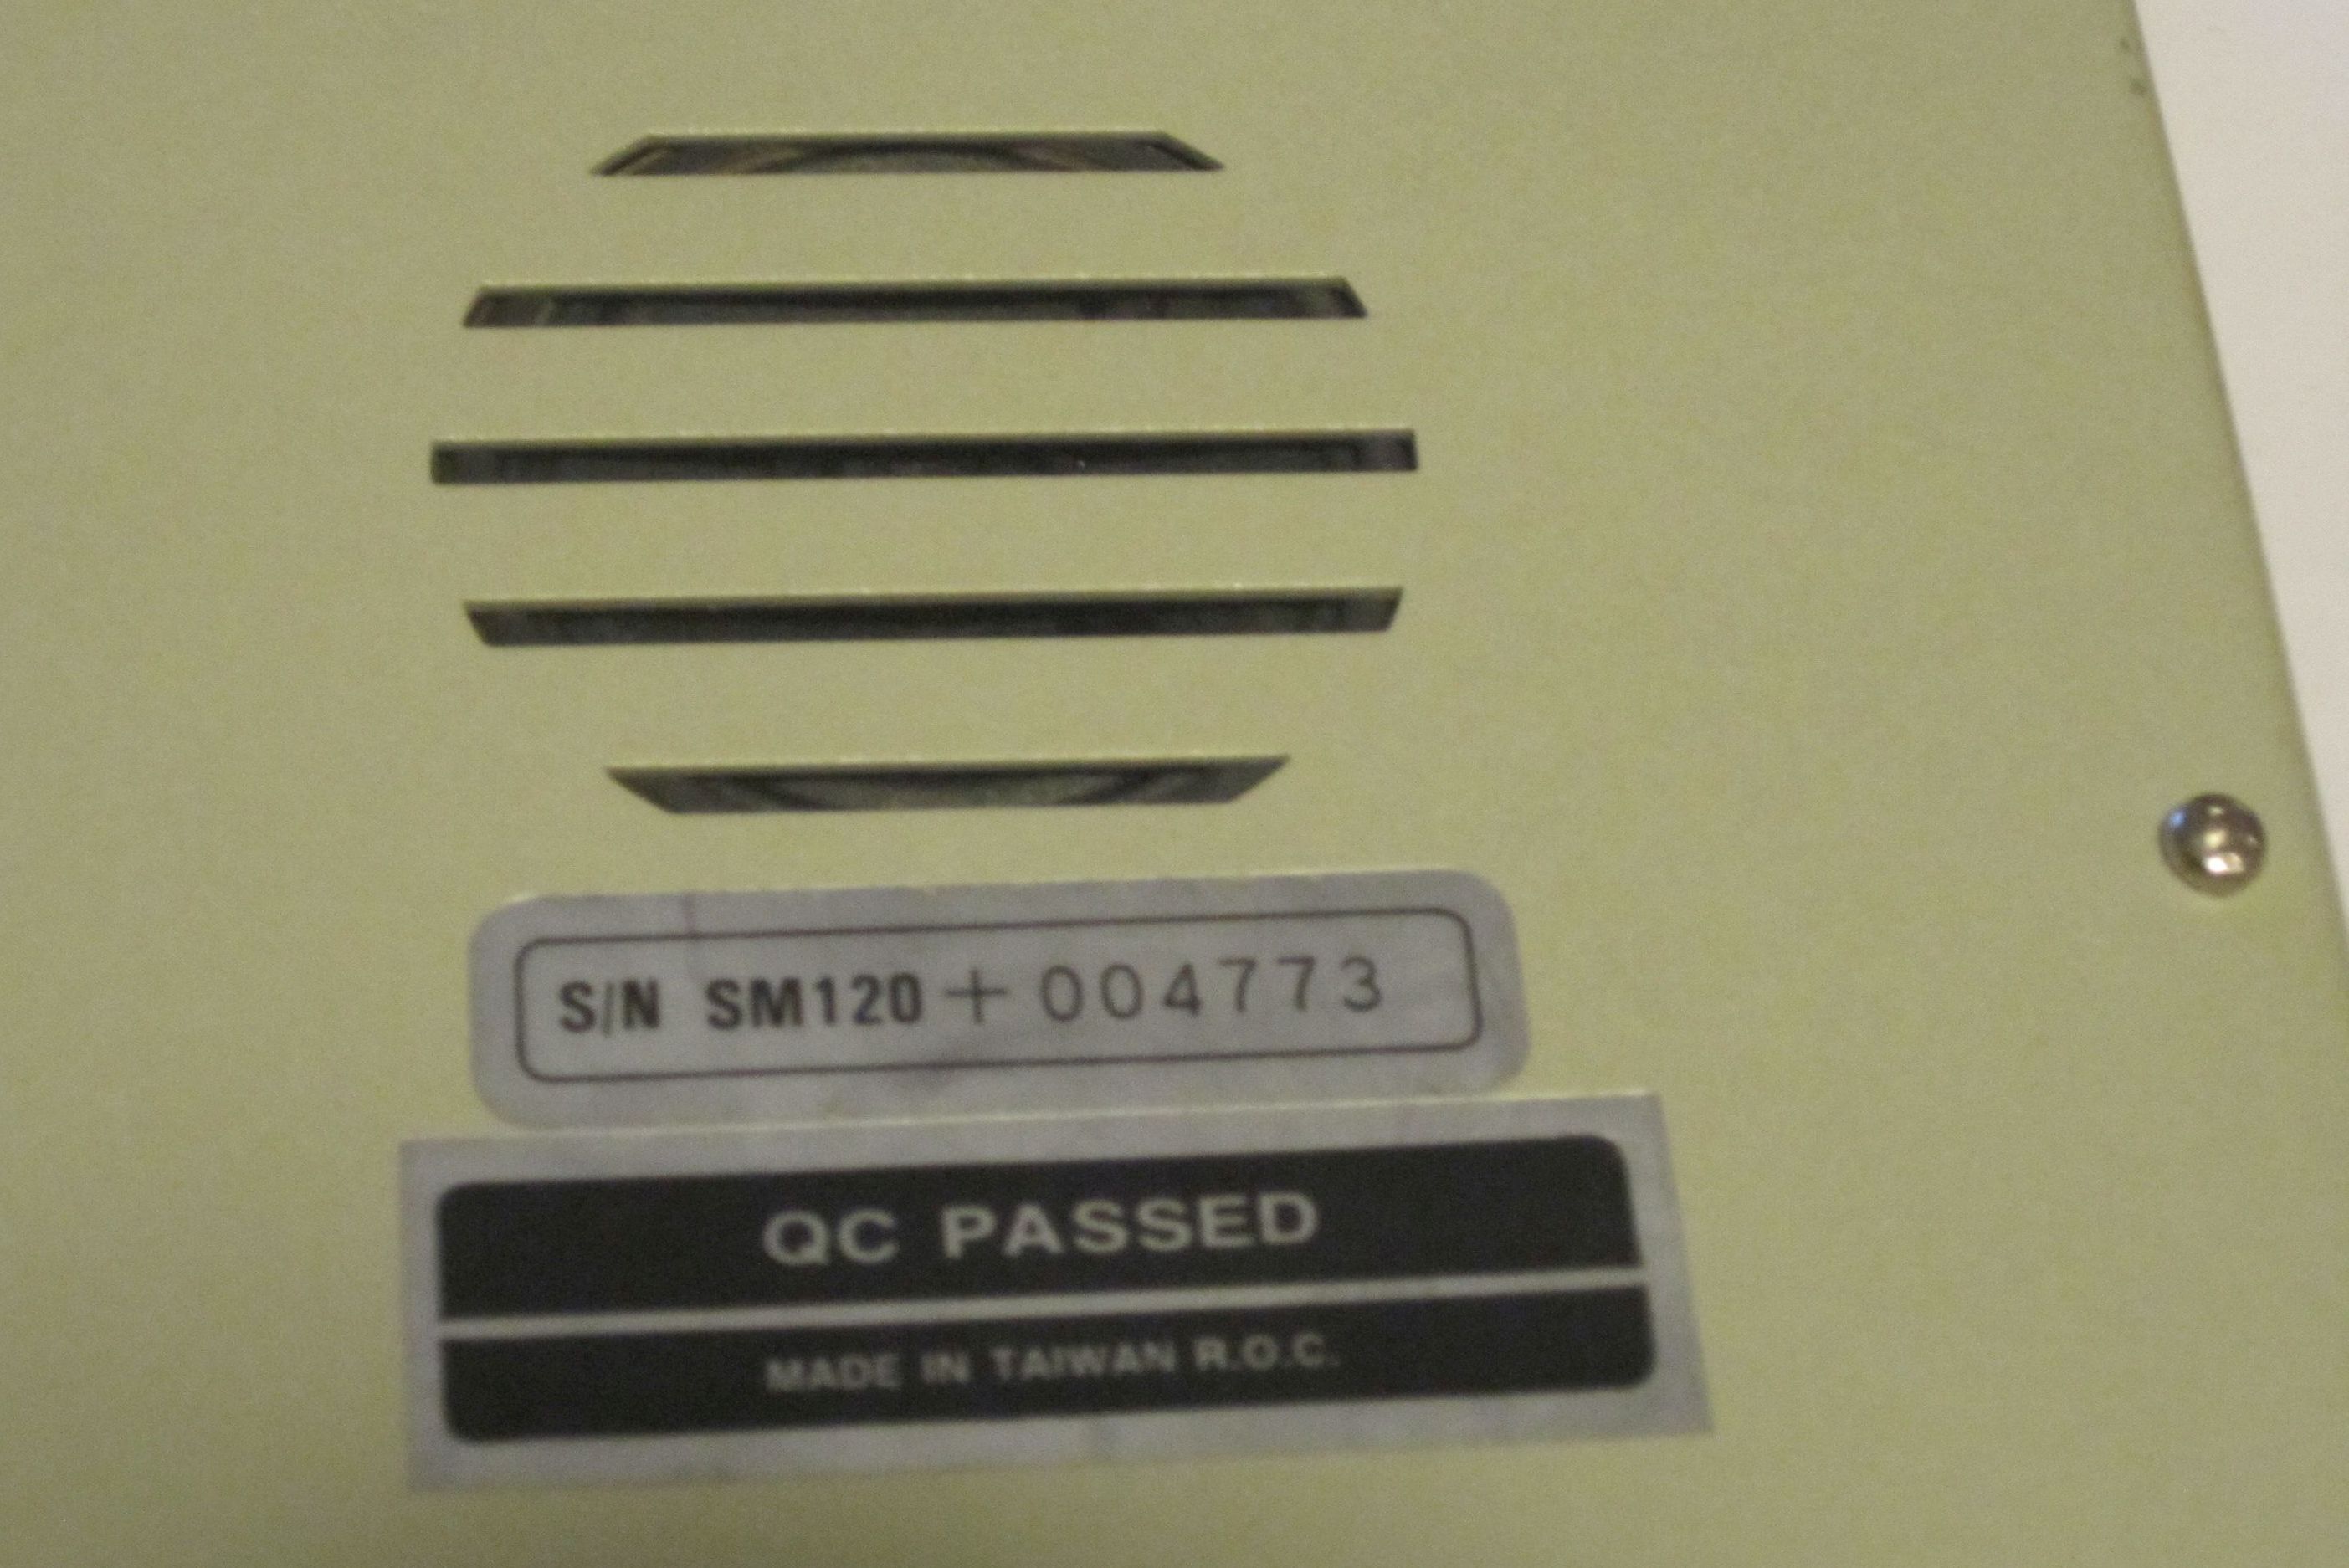 S/N SM120+004773
QC PASSED
MADE IN TAIWAN R.O.C.